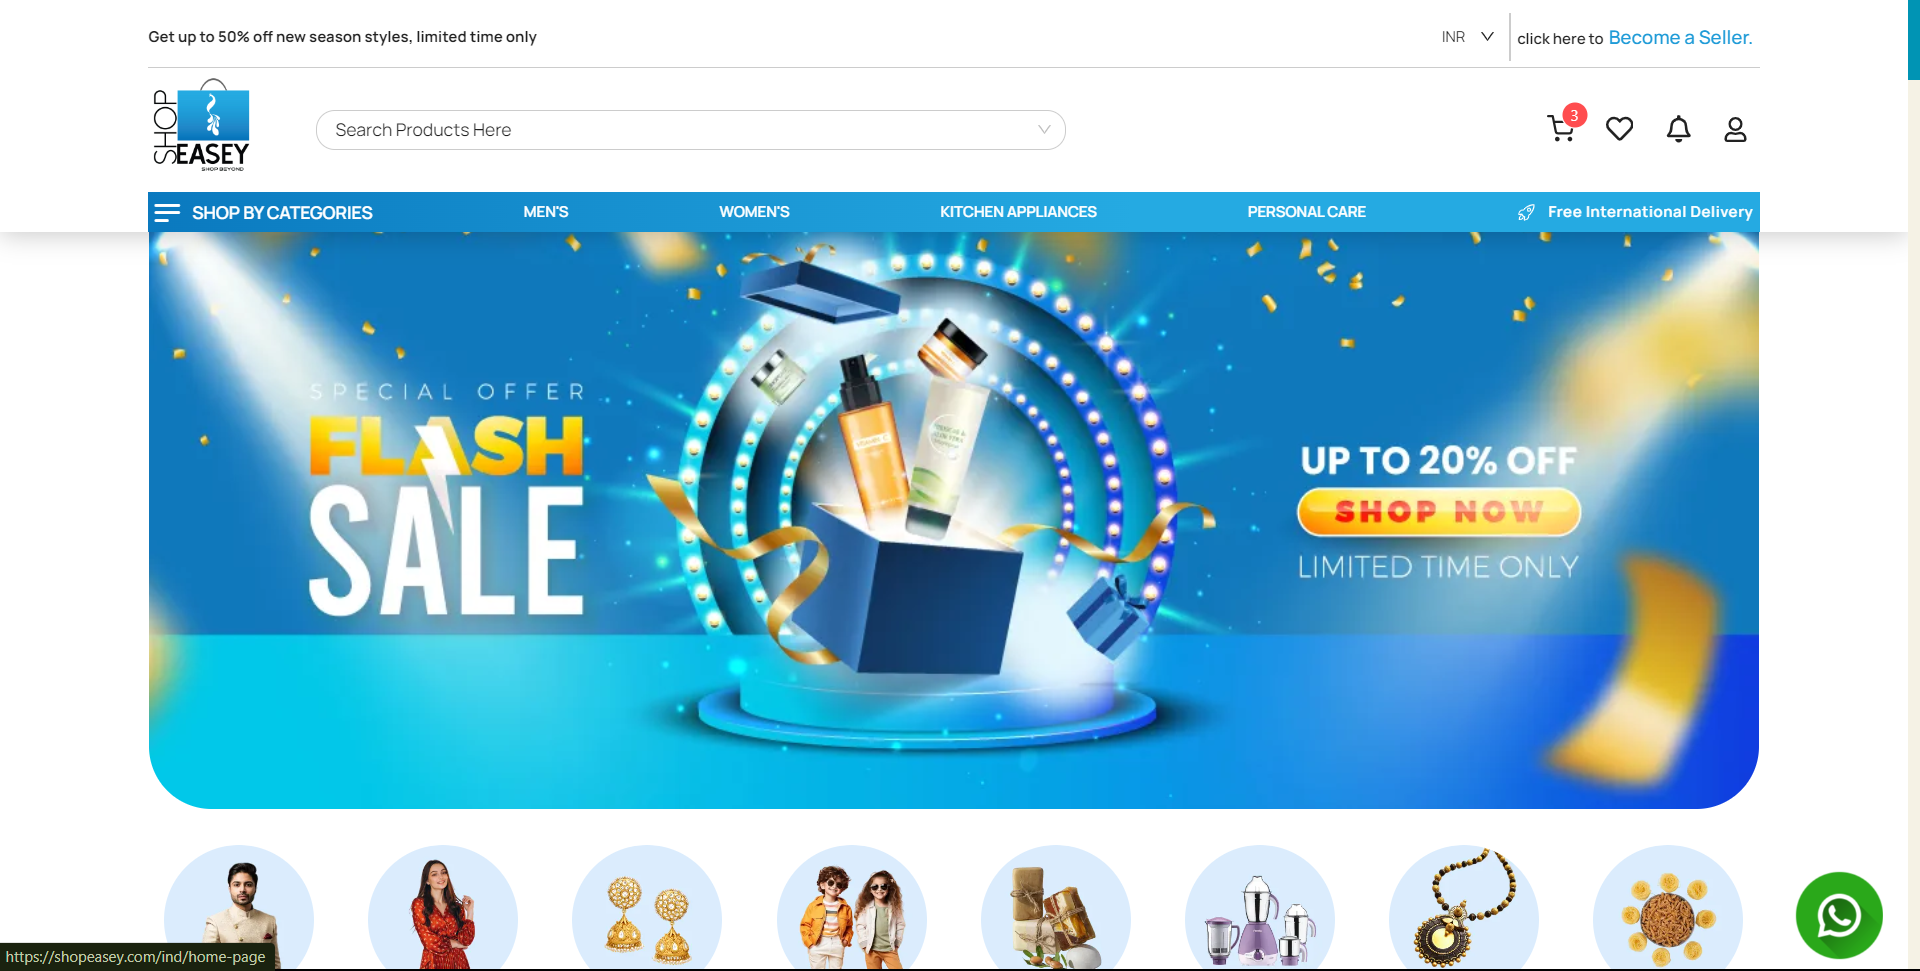 Get up to 50% off new season styles, limited time only
INR
click here to Become a Seller.
SHOP
EASEY
SHOP BEYOND
Search Products Here
3
SHOP BY CATEGORIES
MEN'S
WOMEN'S
KITCHEN APPLIANCES
PERSONAL CARE
Free International Delivery
SPECIAL OFFER
FLASH
SALE
VITAMIN C
UP TO 20% OFF
SHOP NOW
LIMITED TIME ONLY
https://shopeasey.com/ind/home-page